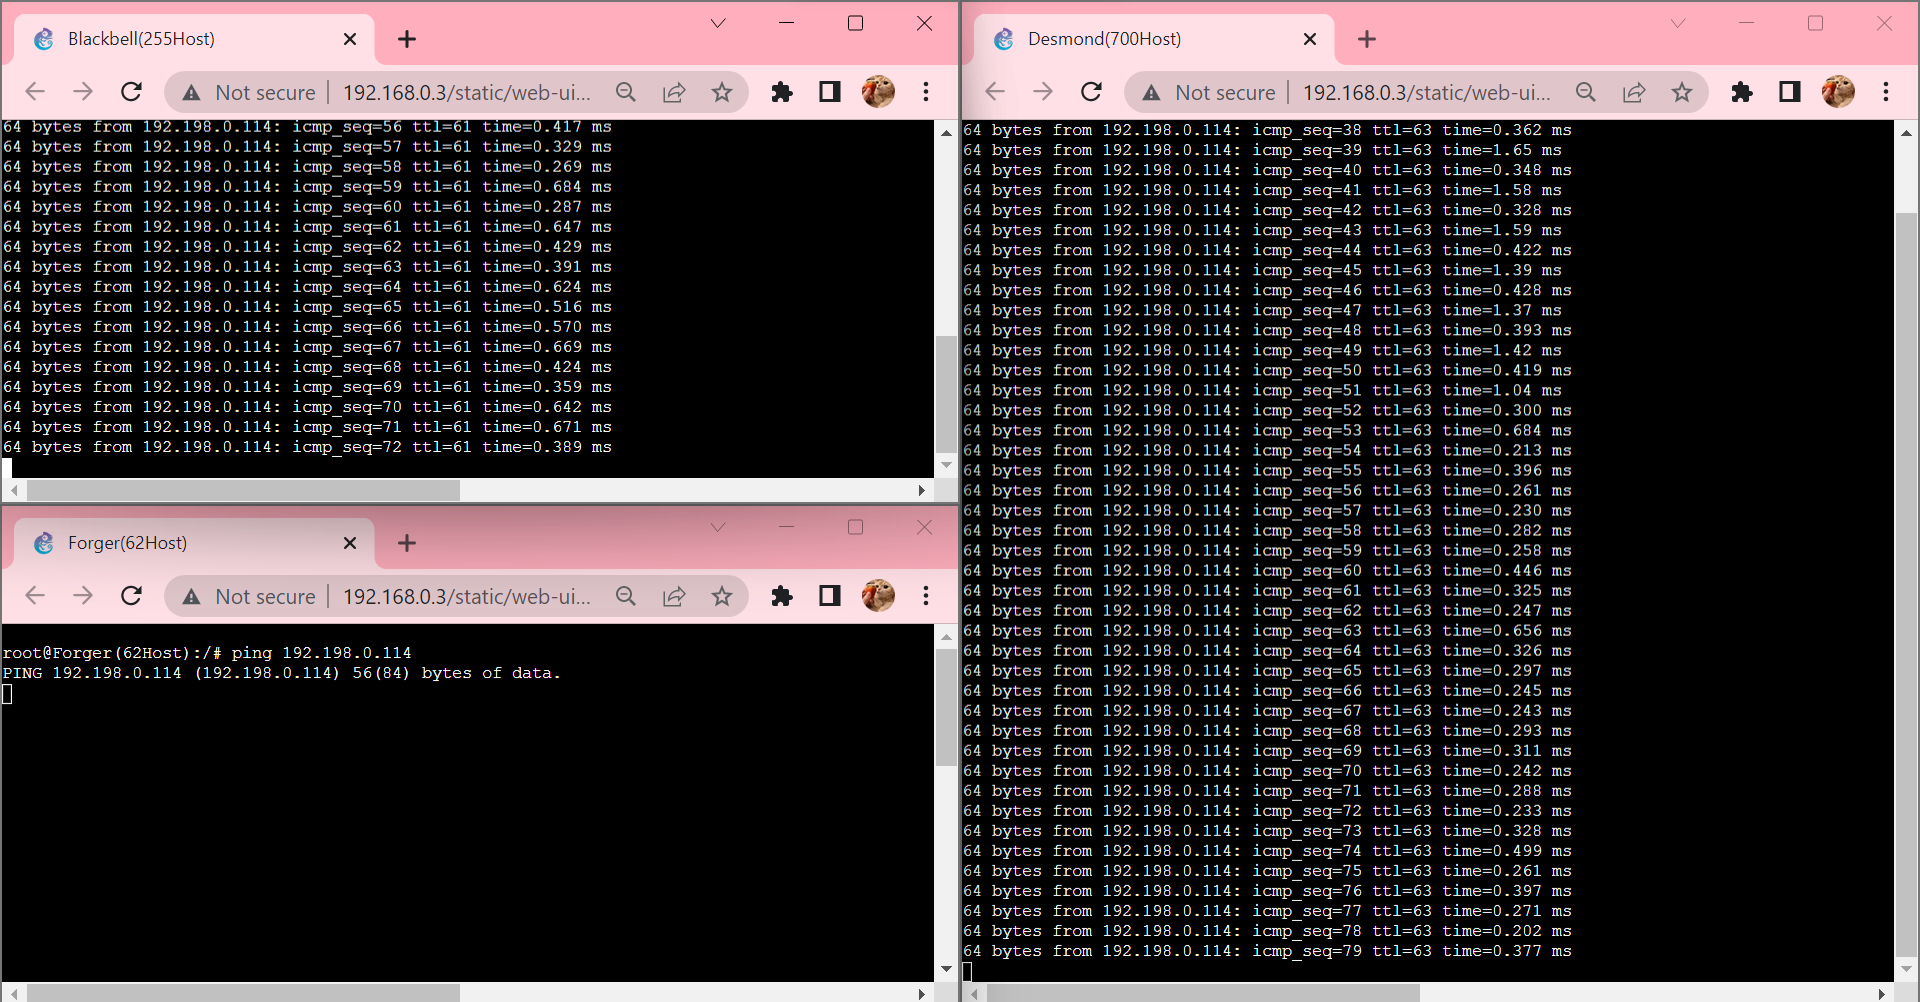 Blackbell(255Host)
Not secure
192.168.0.3/static/web-ui...
64 bytes from 192.198.0.114: icmp_seq=56 ttl=61 time=0.417 ms
64 bytes from 192.198.0.114: icmp_seq=57 ttl=61 time=0.329 ms
64 bytes from 192.198.0.114: icmp_seq=58 ttl=61 time=0.269 ms
64 bytes from 192.198.0.114: icmp_seq=59 ttl=61 time=0.684 ms
64 bytes from 192.198.0.114: icmp_seq=60 ttl=61 time=0.287 ms
64 bytes from 192.198.0.114: icmp_seq=61 ttl=61 time=0.647 ms
64 bytes from 192.198.0.114: icmp_seq=62 ttl=61 time=0.429 ms
64 bytes from 192.198.0.114: icmp_seq=63 ttl=61 time=0.391 ms
64 bytes from 192.198.0.114: icmp_seq=64 ttl=61 time=0.624 ms
64 bytes from 192.198.0.114: icmp_seq=65 ttl=61 time=0.516 ms
64 bytes from 192.198.0.114: icmp_seq=66 ttl=61 time=0.570 ms
64 bytes from 192.198.0.114: icmp_seq=67 ttl=61 time=0.669 ms
64 bytes from 192.198.0.114: icmp_seq=68 ttl=61 time=0.424 ms
64 bytes from 192.198.0.114: icmp_seq=69 ttl=61 time=0.359 ms
64 bytes from 192.198.0.114: icmp_seq=70 ttl=61 time=0.642 ms
64 bytes from 192.198.0.114: icmp_seq=71 ttl=61 time=0.671 ms
64 bytes from 192.198.0.114: icmp_seq=72 ttl=61 time=0.389 ms
Forger(62Host)
Not secure
192.168.0.3/static/web-ui...
root@Forger(62Host):/# ping 192.198.0.114
PING 192.198.0.114 (192.198.0.114) 56(84) bytes of data.
Desmond(700Host)
Not secure
192.168.0.3/static/web-ui...
64 bytes from 192.198.0.114: icmp_seq=38 ttl=63 time=0.362 ms
64 bytes from 192.198.0.114: icmp_seq=39 ttl=63 time=1.65 ms
64 bytes from 192.198.0.114: icmp_seq=40 ttl=63 time=0.348 ms
64 bytes from 192.198.0.114: icmp_seq=41 ttl=63 time=1.58 ms
64 bytes from 192.198.0.114: icmp_seq=42 ttl=63 time=0.328 ms
64 bytes from 192.198.0.114: icmp_seq=43 ttl=63 time=1.59 ms
64 bytes from 192.198.0.114: icmp_seq=44 ttl=63 time=0.422 ms
64 bytes from 192.198.0.114: icmp_seq=45 ttl=63 time=1.39 ms
64 bytes from 192.198.0.114: icmp_seq=46 ttl=63 time=0.428 ms
64 bytes from 192.198.0.114: icmp_seq=47 ttl=63 time=1.37 ms
64 bytes from 192.198.0.114: icmp_seq=48 ttl=63 time=0.393 ms
64 bytes from 192.198.0.114: icmp_seq=49 ttl=63 time=1.42 ms
64 bytes from 192.198.0.114: icmp_seq=50 ttl=63 time=0.419 ms
64 bytes from 192.198.0.114: icmp_seq=51 ttl=63 time=1.04 ms
64 bytes from 192.198.0.114: icmp_seq=52 ttl=63 time=0.300 ms
64 bytes from 192.198.0.114: icmp_seq=53 ttl=63 time=0.684 ms
64 bytes from 192.198.0.114: icmp_seq=54 ttl=63 time=0.213 ms
64 bytes from 192.198.0.114: icmp_seq=55 ttl=63 time=0.396 ms
64 bytes from 192.198.0.114: icmp_seq=56 ttl=63 time=0.261 ms
64 bytes from 192.198.0.114: icmp_seq=57 ttl=63 time=0.230 ms
64 bytes from 192.198.0.114: icmp_seq=58 ttl=63 time=0.282 ms
64 bytes from 192.198.0.114: icmp_seq=59 ttl=63 time=0.258 ms
64 bytes from 192.198.0.114: icmp_seq=60 ttl=63 time=0.446 ms
64 bytes from 192.198.0.114: icmp_seq=61 ttl=63 time=0.325 ms
64 bytes from 192.198.0.114: icmp_seq=62 ttl=63 time=0.247 ms
64 bytes from 192.198.0.114: icmp_seq=63 ttl=63 time=0.656 ms
64 bytes from 192.198.0.114: icmp_seq=64 ttl=63 time=0.326 ms
64 bytes from 192.198.0.114: icmp_seq=65 ttl=63 time=0.297 ms
64 bytes from 192.198.0.114: icmp_seq=66 ttl=63 time=0.245 ms
64 bytes from 192.198.0.114: icmp_seq=67 ttl=63 time=0.243 ms
64 bytes from 192.198.0.114: icmp_seq=68 ttl=63 time=0.293 ms
64 bytes from 192.198.0.114: icmp_seq=69 ttl=63 time=0.311 ms
64 bytes from 192.198.0.114: icmp_seq=70 ttl=63 time=0.242 ms
64 bytes from 192.198.0.114: icmp_seq=71 ttl=63 time=0.288 ms
64 bytes from 192.198.0.114: icmp_seq=72 ttl=63 time=0.233 ms
64 bytes from 192.198.0.114: icmp_seq=73 ttl=63 time=0.328 ms
64 bytes from 192.198.0.114: icmp_seq=74 ttl=63 time=0.499 ms
64 bytes from 192.198.0.114: icmp_seq=75 ttl=63 time=0.261 ms
64 bytes from 192.198.0.114: icmp_seq=76 ttl=63 time=0.397 ms
64 bytes from 192.198.0.114: icmp_seq=77 ttl=63 time=0.271 ms
64 bytes from 192.198.0.114: icmp_seq=78 ttl=63 time=0.202 ms
64 bytes from 192.198.0.114: icmp_seq=79 ttl=63 time=0.377 ms